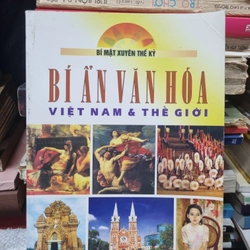 BÍ MẬT XUYÊN THẾ KỶ
BÍ ẨN VĂN HÓA
VIỆT NAM & THẾ GIỚI